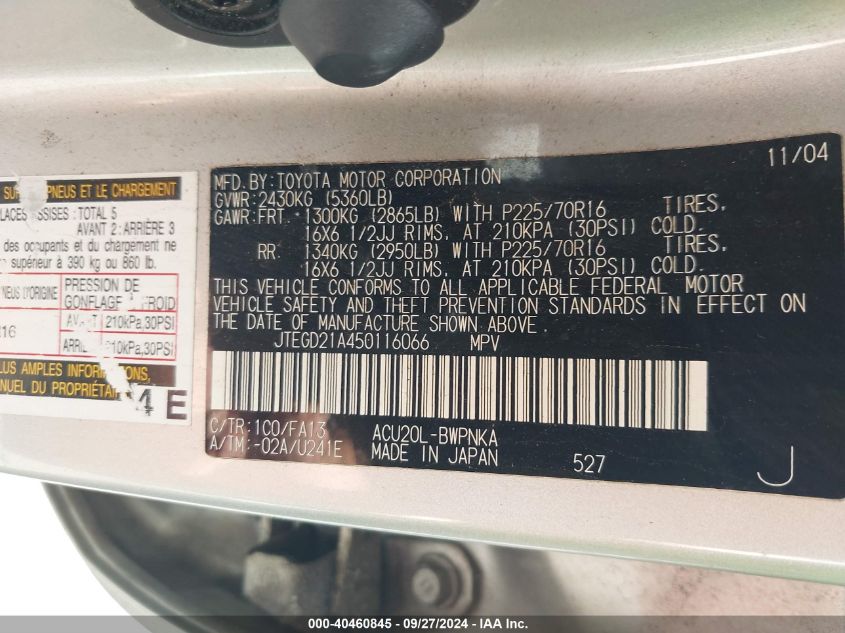 SUR PNEUS ET LE CHARGEMENT
TOTAL 5
AVANT 2: ARRIÈRE 3
des occupants et du chargement ne
supérieur à 390 kg ou 860 lb.
PRESSION DE
210kPa,30PSI
PSI
PLUS AMPLES INFORMATIONS,
DU PROPRIÉTAIRE
4 E
11/04
MFD. BY: TOYOTA MOTOR CORPORATION
GVWR: 2430KG (5360LB)
GAWR: FRT. 1300KG (2865LB) WITH P225/70R16 TIRES,
16X6 1/2JJ RIMS, AT 210KPA (30PSI) COLD.
RR. 1340KG (2950LB) WITH P225/70R16 TIRES,
16X6 1/2JJ RIMS, AT 210KPA (30PSI) COLD.
THIS VEHICLE CONFORMS TO ALL APPLICABLE FEDERAL MOTOR
VEHICLE SAFETY AND THEFT PREVENTION STANDARDS IN EFFECT ON
THE DATE OF MANUFACTURE SHOWN ABOVE.
JTEGD21A450116066 MPV
C/TR: 1C0/FA13 ACU20L-BWPNKA
A/TM: -02A/U241E MADE IN JAPAN 527 J
000-40460845 - 09/27/2024 - IAA Inc.